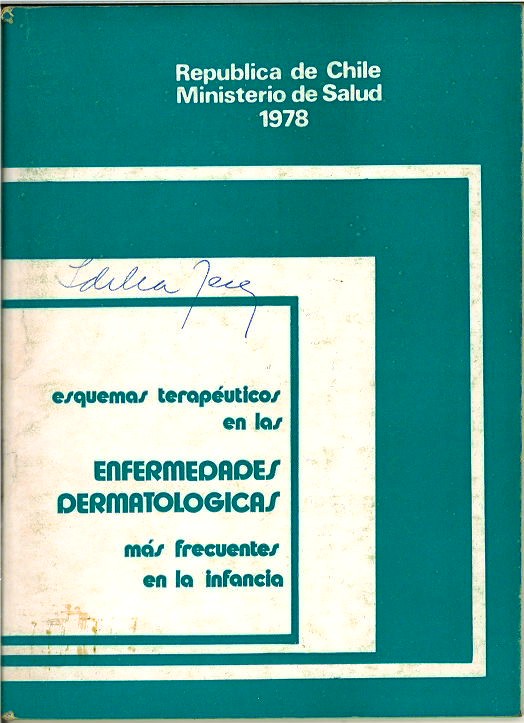 Republica de Chile
Ministerio de Salud
1978
esquemas terapéuticos
en las
ENFERMEDADES
DERMATOLOGICAS
más frecuentes
en la infancia